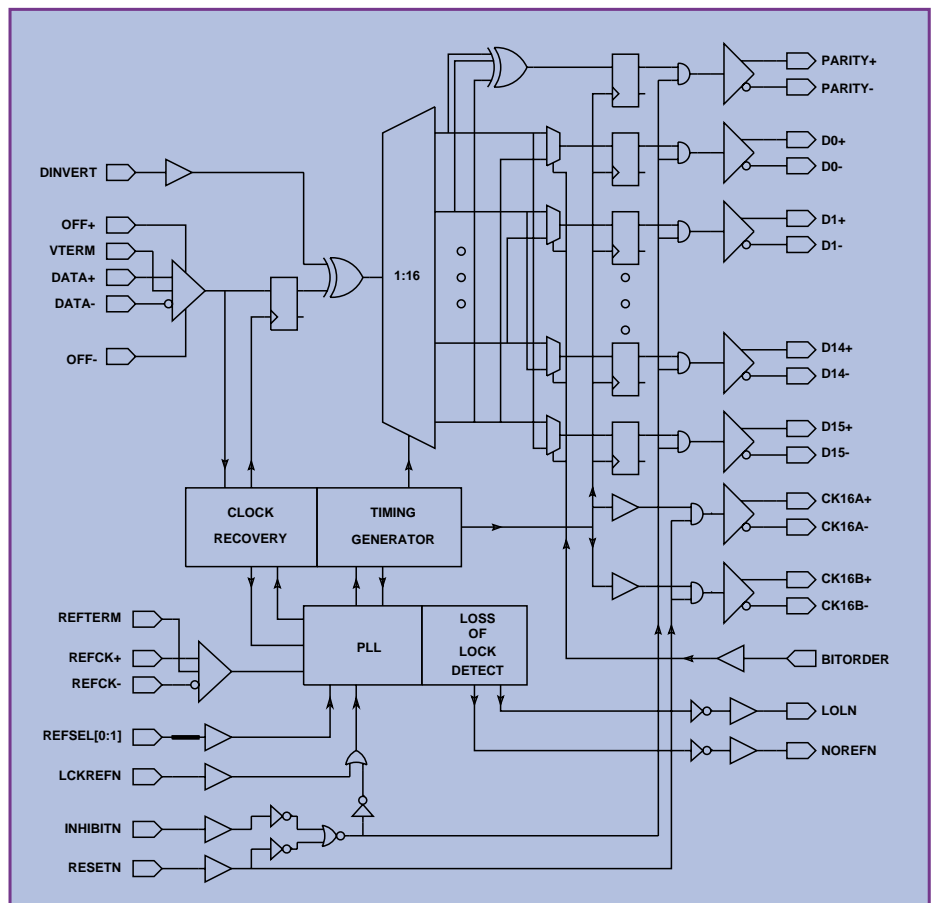 DINVERT
OFF+
VTERM
DATA+
DATA-
OFF-
1:16
CLOCK
RECOVERY
TIMING
GENERATOR
REFTERM
REFCK+
REFCK-
PLL
LOSS
OF
LOCK
DETECT
REFSEL[0:1]
LCKREFN
INHIBITN
RESETN
PARITY+
PARITY-
D0+
D0-
D1+
D1-
D14+
D14-
D15+
D15-
CK16A+
CK16A-
CK16B+
CK16B-
BITORDER
LOLN
NOREFN